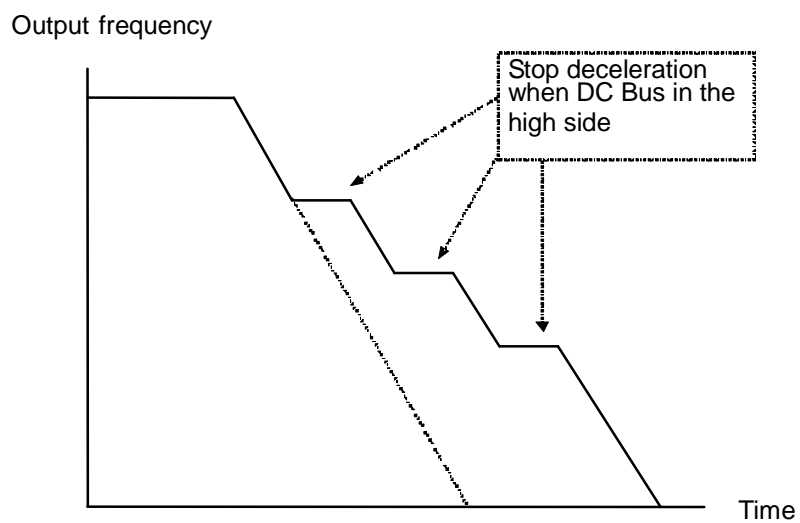 Output frequency
Stop deceleration
when DC Bus in the
high side
Time